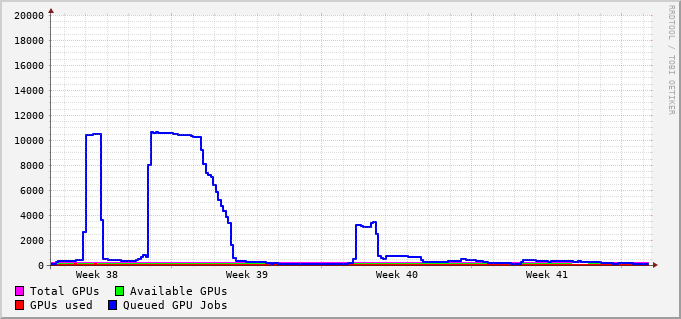 20000
18000
16000
14000
12000
10000
8000
6000
4000
2000
0
Week 38 Week 39 Week 40 Week 41
Total GPUs Available GPUs
GPUs used Queued GPU Jobs
RRDTOOL / TOBI OETIKER